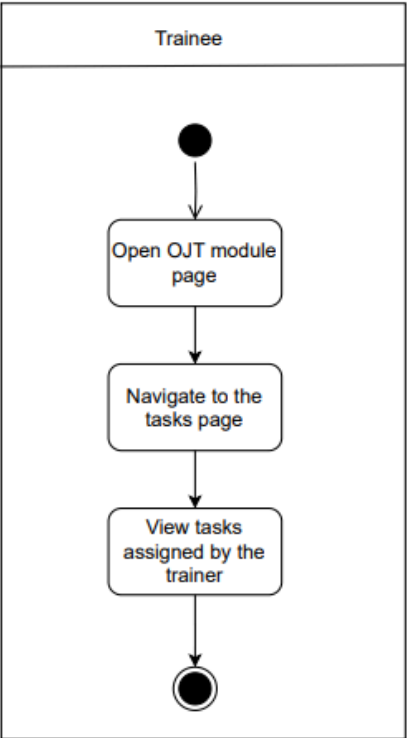 Trainee
Open OJT module
page
Navigate to the
tasks page
View tasks
assigned by the
trainer